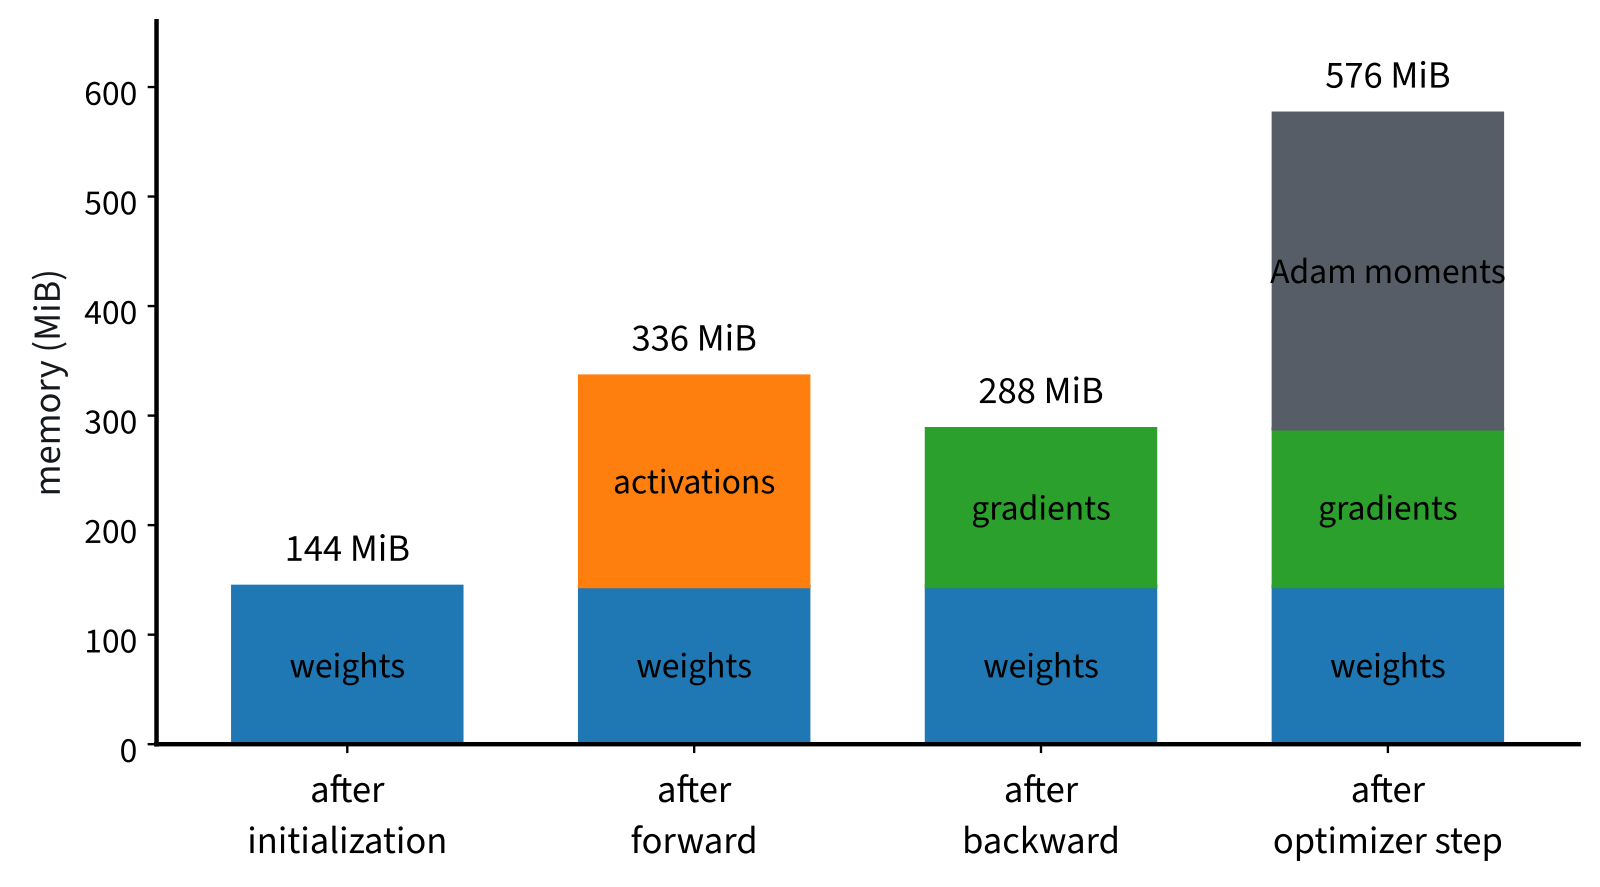 576 MiB
600
500
Adam moments
memory (MiB)
400
336 MiB
288 MiB
300
activations
gradients
gradients
200
144 MiB
100
weights
weights
weights
weights
0
after
initialization
after
forward
after
backward
after
optimizer step